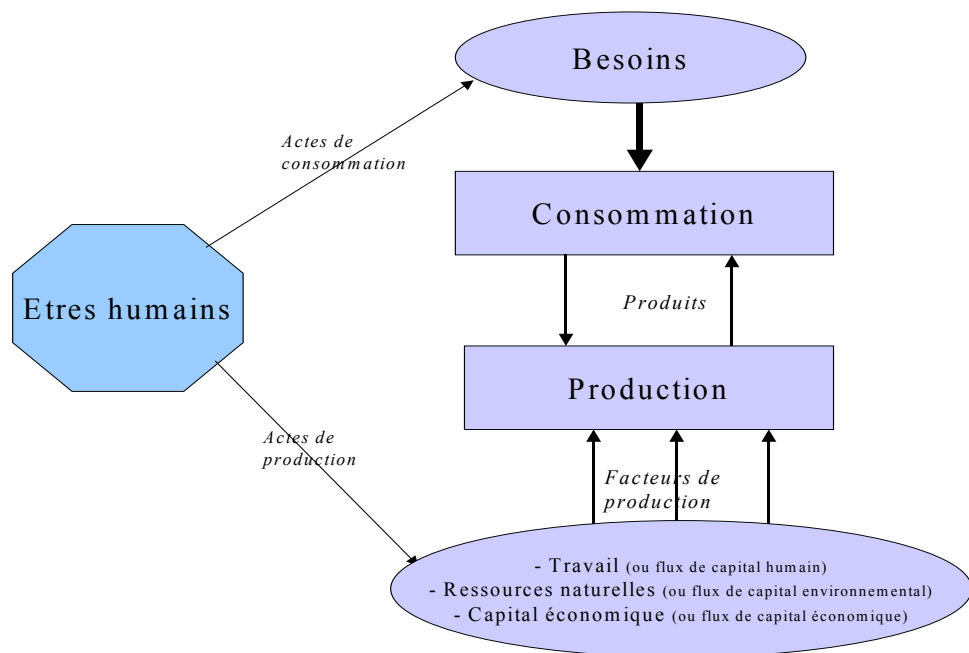 Besoins
Actes de
consommation
Consommation
Etres humains
Produits
Production
Actes de
production
Facteurs de
production
- Travail (ou flux de capital humain)
- Ressources naturelles (ou flux de capital environnemental)
- Capital économique (ou flux de capital économique)